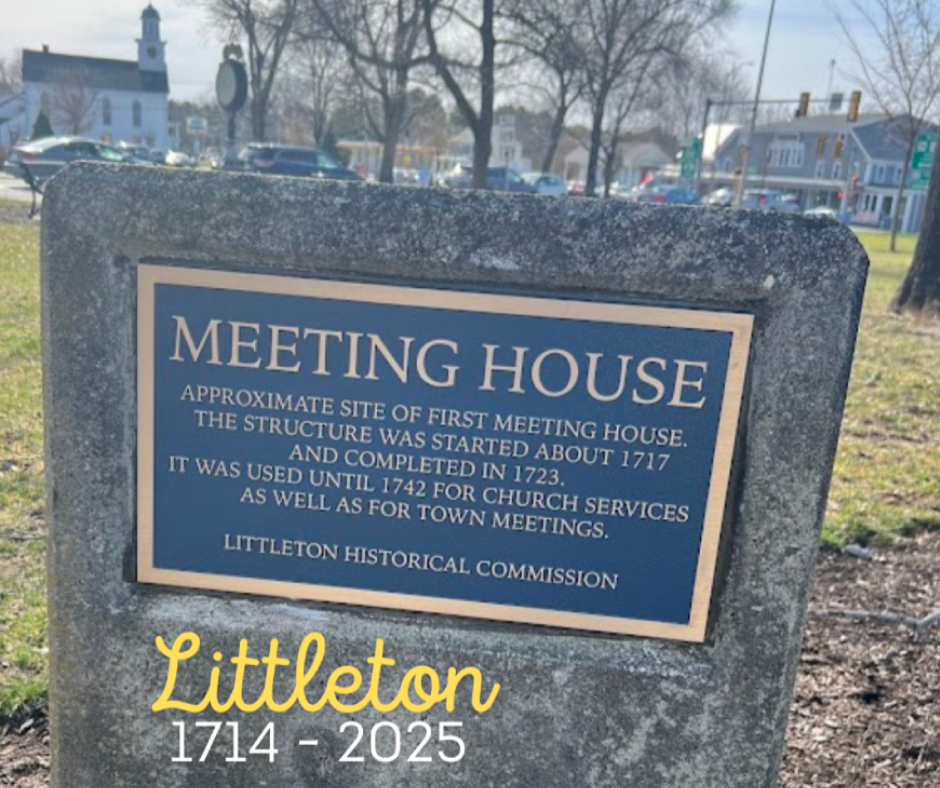 MEETING HOUSE
APPROXIMATE SITE OF FIRST MEETING HOUSE.
THE STRUCTURE WAS STARTED ABOUT 1717
AND COMPLETED IN 1723.
IT WAS USED UNTIL 1742 FOR CHURCH SERVICES
AS WELL AS FOR TOWN MEETINGS.
LITTLETON HISTORICAL COMMISSION
Littleton
1714 - 2025